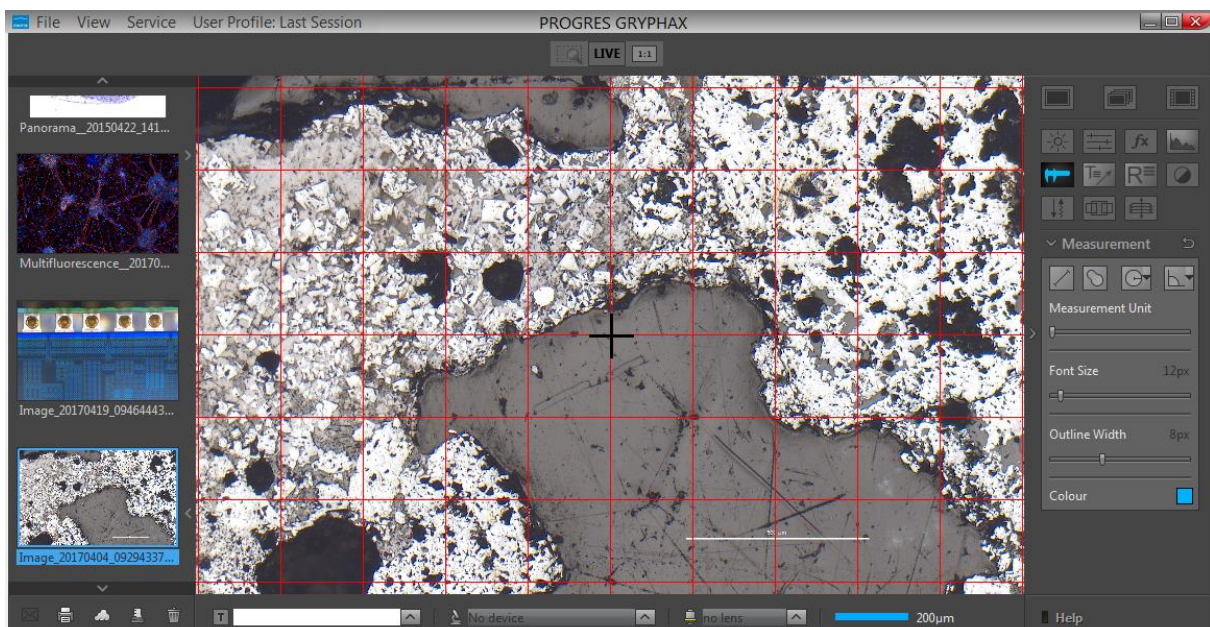 File View Service User Profile: Last Session PROGRES GRYPHAX
LIVE 1:1
Panorama__20150422_141...
Multifluorescence__20170...
Image_20170419_09464443...
Image_20170404_09294337...
fx
T
R
Measurement
Measurement Unit
Font Size 12px
Outline Width 8px
Colour
T No device no lens 200µm Help